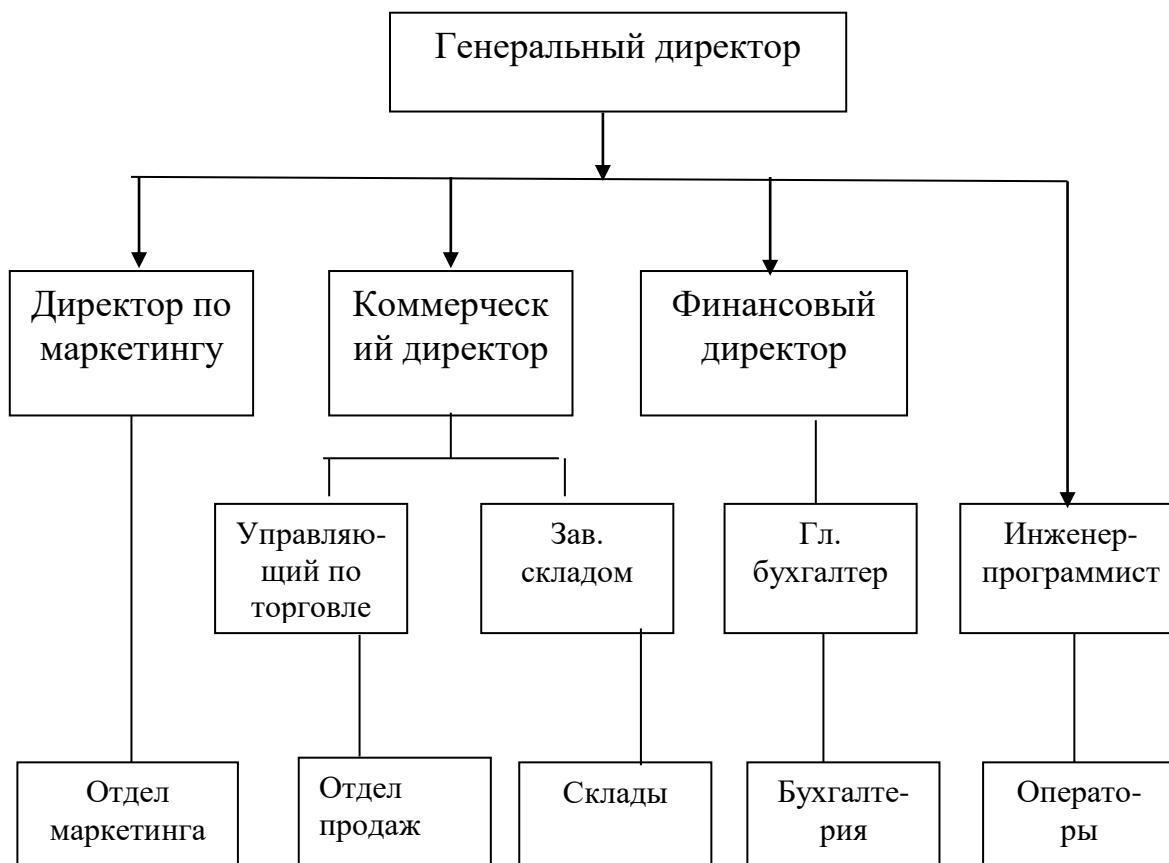 Генеральный директор
Директор по
маркетингу
Коммерческ
ий директор
Финансовый
директор
Управляю-
щий по
торговле
Зав.
складом
Гл.
бухгалтер
Инженер-
программист
Отдел
маркетинга
Отдел
продаж
Склады
Бухгалте-
рия
Операто-
ры